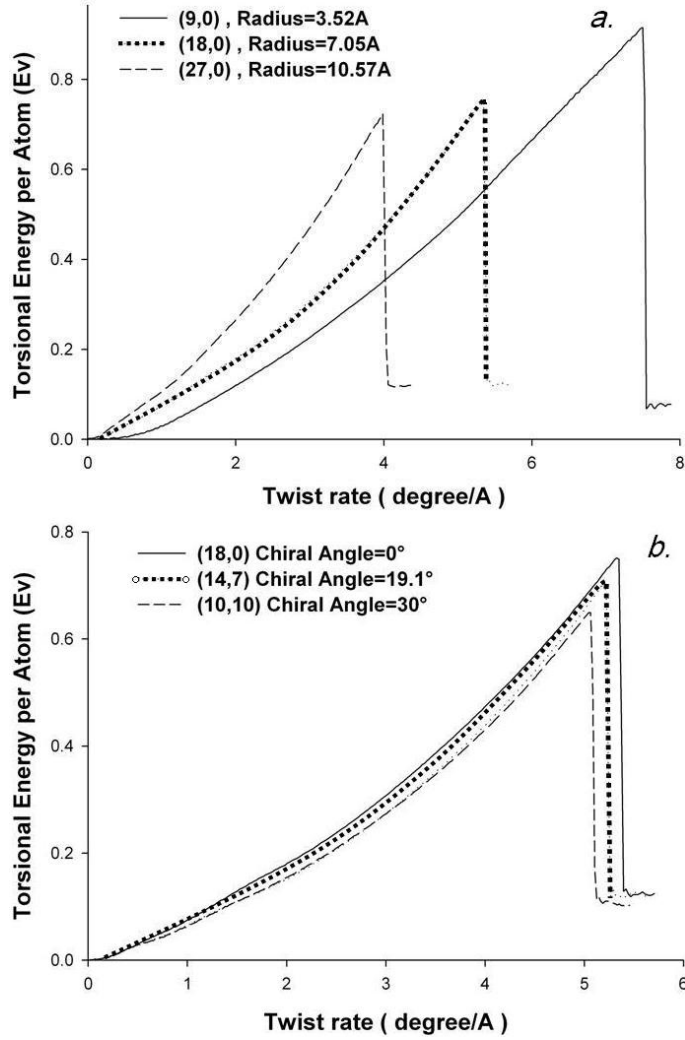 a.
(9,0) , Radius=3.52A
(18,0) , Radius=7.05A
(27,0) , Radius=10.57A
Torsional Energy per Atom (Ev)
0.8
0.6
0.4
0.2
0.0
0 2 4 6 8
Twist rate ( degree/A )
b.
(18,0) Chiral Angle=0°
(14,7) Chiral Angle=19.1°
(10,10) Chiral Angle=30°
Torsional Energy per Atom (Ev)
0.8
0.6
0.4
0.2
0.0
0 1 2 3 4 5 6
Twist rate ( degree/A )